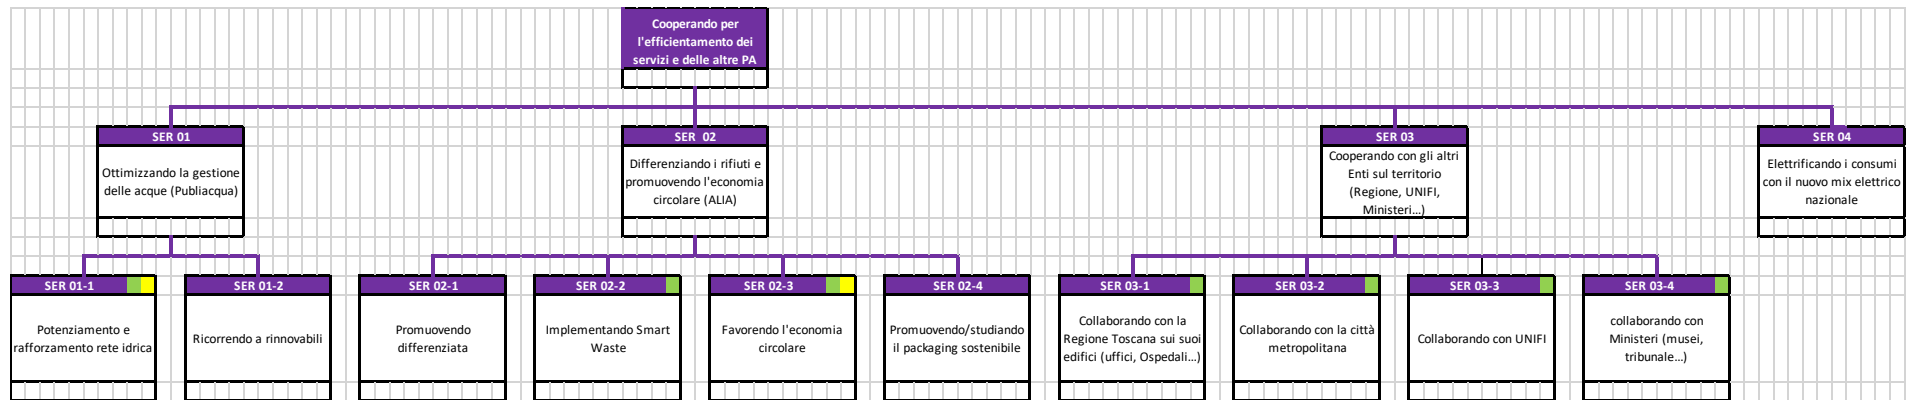 Cooperando per
l'efficientamento dei
servizi e delle altre PA
SER 01
Ottimizzando la gestione
delle acque (Publiacqua)
SER 02
Differenziando i rifiuti e
promuovendo l'economia
circolare (ALIA)
SER 03
Cooperando con gli altri
Enti sul territorio
(Regione, UNIFI,
Ministeri...)
SER 04
Elettrificando i consumi
con il nuovo mix elettrico
nazionale
SER 01-1
Potenziamento e
rafforzamento rete idrica
SER 01-2
Ricorrendo a rinnovabili
SER 02-1
Promuovendo
differenziata
SER 02-2
Implementando Smart
Waste
SER 02-3
Favorendo l'economia
circolare
SER 02-4
Promuovendo/studiando
il packaging sostenibile
SER 03-1
Collaborando con la
Regione Toscana sui suoi
edifici (uffici, Ospedali...)
SER 03-2
Collaborando con la città
metropolitana
SER 03-3
Collaborando con UNIFI
SER 03-4
collaborando con
Ministeri (musei,
tribunale...)